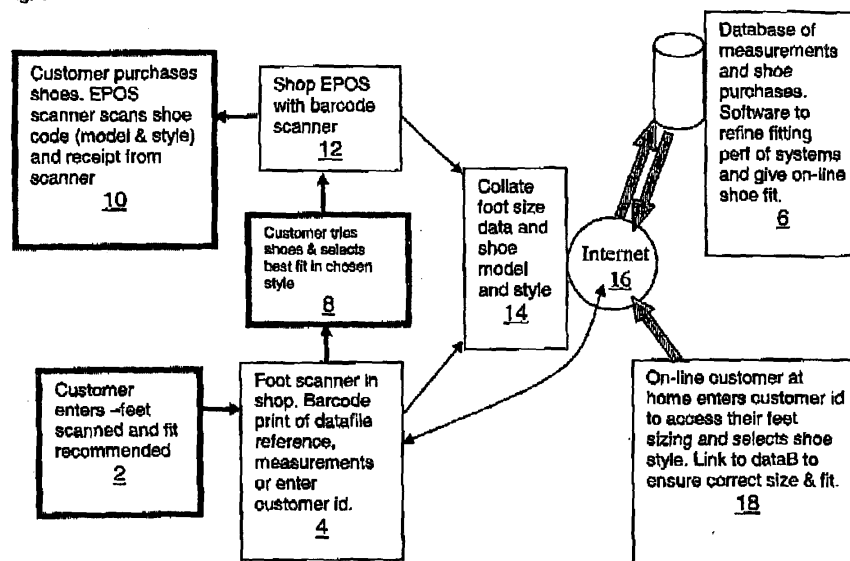 Customer purchases
shoes. EPOS
scanner scans shoe
code (model & style)
and receipt from
scanner
10
Shop EPOS
with barcode
scanner
12
Database of
measurements
and shoe
purchases.
Software to
refine fitting
perf of systems
and give on-line
shoe fit.
6
Customer tries
shoes & selects
best fit in chosen
style
8
Collate
foot size
data and
shoe
model
and style
14
Internet
16
Customer
enters -feet
scanned and fit
recommended
2
Foot scanner in
shop. Barcode
print of datafile
reference,
measurements
or enter
customer id.
4
On-line customer at
home enters customer id
to access their feet
sizing and selects shoe
style. Link to dataB to
ensure correct size & fit.
18